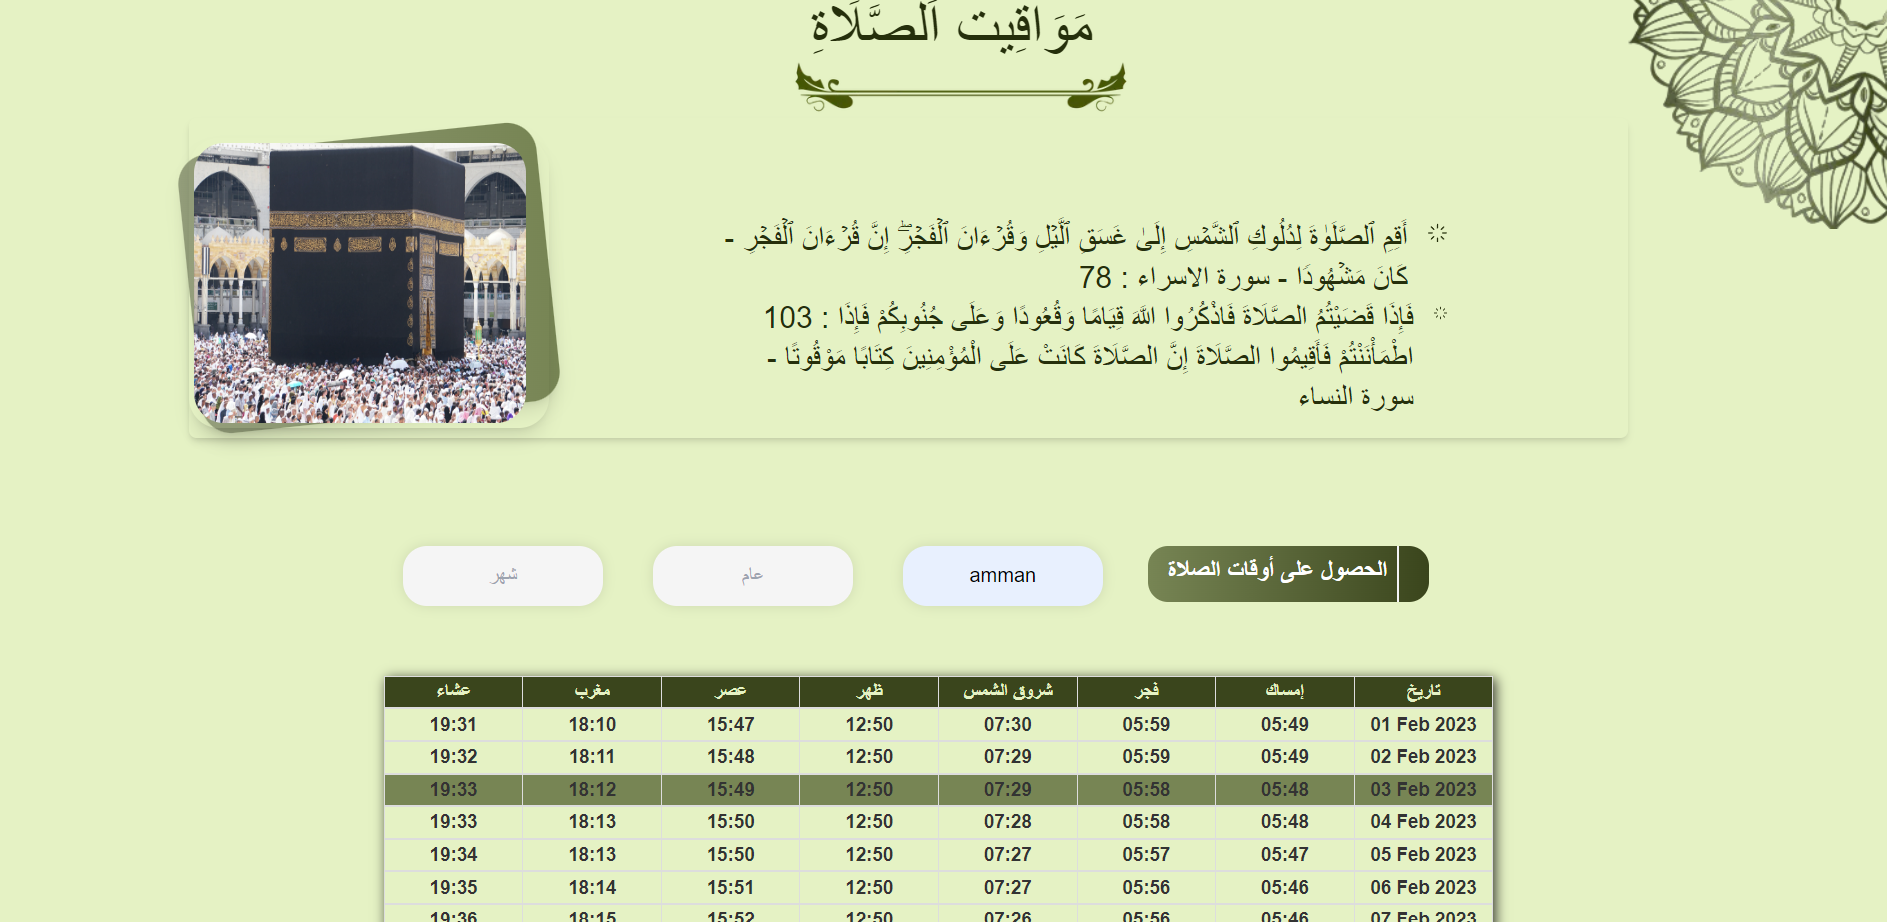 مَوَاقِيت اَلصَّلَاةِ
أَقِمِ ٱلصَّلَوٰةَ لِدُلُوكِ ٱلشَّمۡسِ إِلَىٰ غَسَقِ ٱلَّيۡلِ وَقُرۡءَانَ ٱلۡفَجۡرِۖ إِنَّ قُرۡءَانَ ٱلۡفَجۡرِ -
كَانَ مَشۡهُودٗا - سورة الاسراء : 78
فَإِذَا قَضَيْتُمُ الصَّلَاةَ فَاذْكُرُوا اللَّهَ قِيَامًا وَقُعُودًا وَعَلَى جُنُوبِكُمْ فَإِذَا : 103
اطْمَأْنَنْتُمْ فَأَقِيمُوا الصَّلَاةَ إِنَّ الصَّلَاةَ كَانَتْ عَلَى الْمُؤْمِنِينَ كِتَابًا مَوْقُوتًا -
سورة النساء
الحصول على أوقات الصلاة amman عام شهر
تاريخ إمساك فجر شروق الشمس ظهر عصر مغرب عشاء
01 Feb 2023 05:49 05:59 07:30 12:50 15:47 18:10 19:31
02 Feb 2023 05:49 05:59 07:29 12:50 15:48 18:11 19:32
03 Feb 2023 05:48 05:58 07:29 12:50 15:49 18:12 19:33
04 Feb 2023 05:48 05:58 07:28 12:50 15:50 18:13 19:33
05 Feb 2023 05:47 05:57 07:27 12:50 15:50 18:13 19:34
06 Feb 2023 05:46 05:56 07:27 12:50 15:51 18:14 19:35
07 Feb 2023 05:46 05:56 07:26 12:50 15:52 18:15 19:36